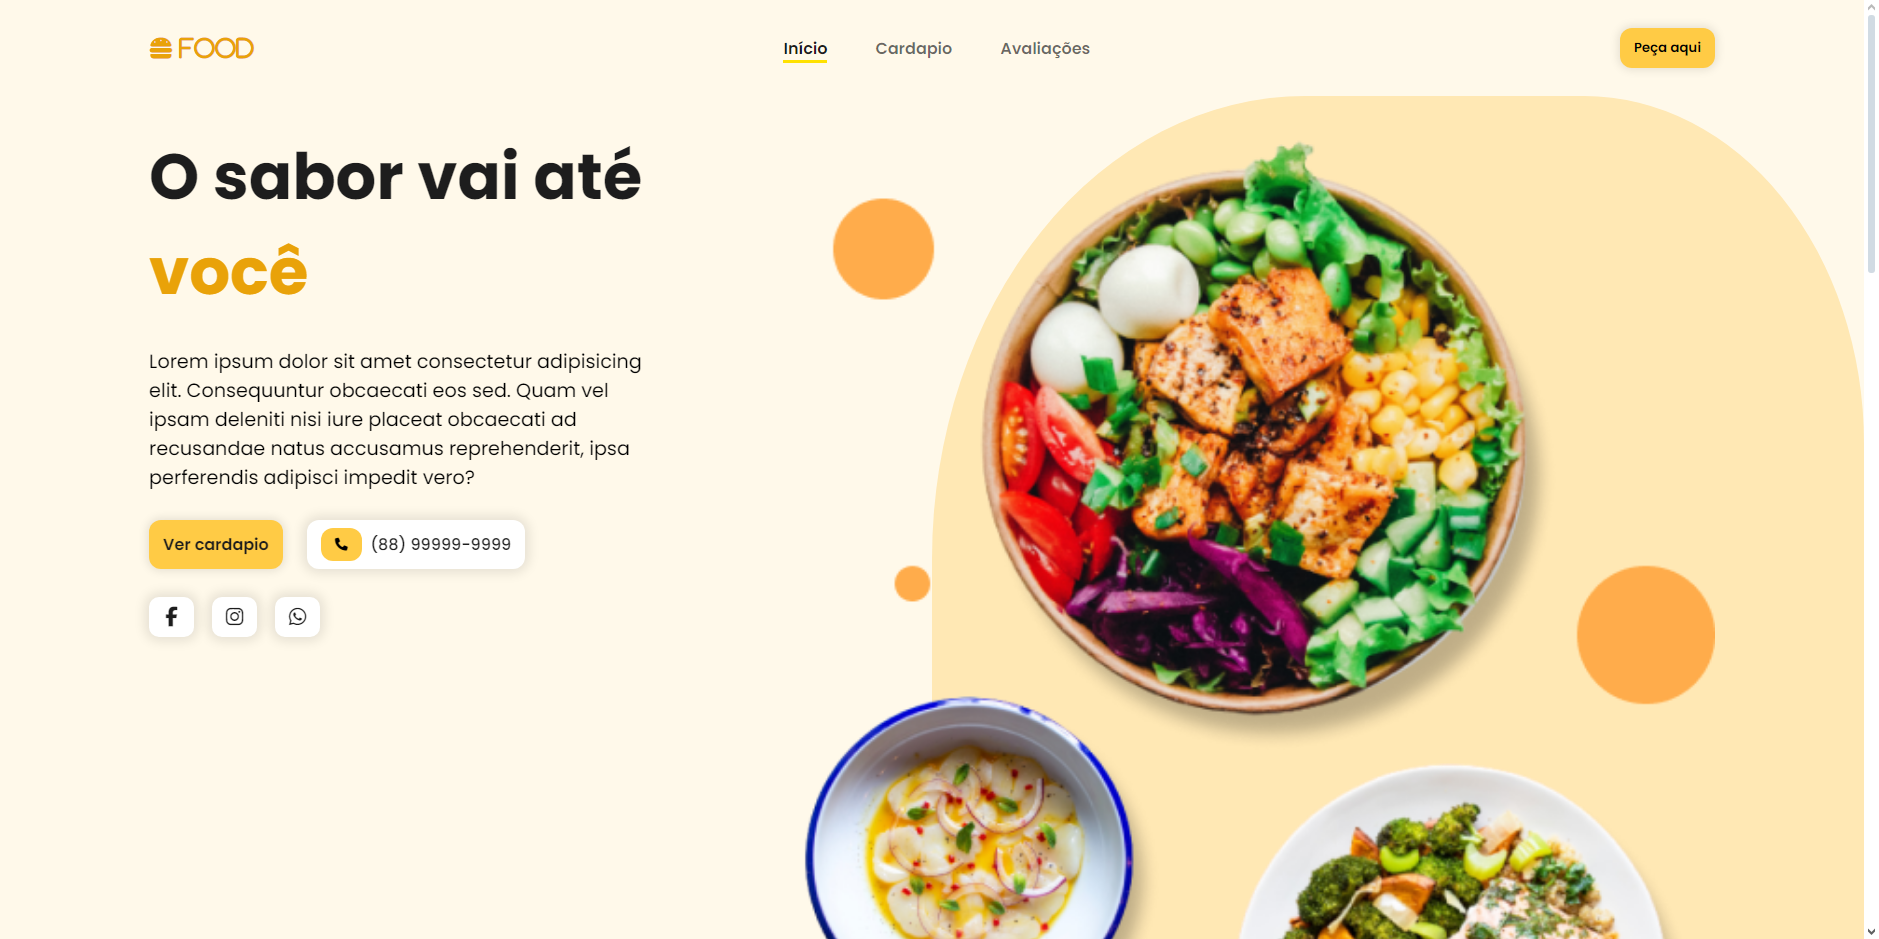 FOOD
Início
Cardapio
Avaliações
Peça aqui
O sabor vai até
você
Lorem ipsum dolor sit amet consectetur adipisicing
elit. Consequuntur obcaecati eos sed. Quam vel
ipsam deleniti nisi iure placeat obcaecati ad
recusandae natus accusamus reprehenderit, ipsa
perferendis adipisci impedit vero?
Ver cardapio
(88) 99999-9999